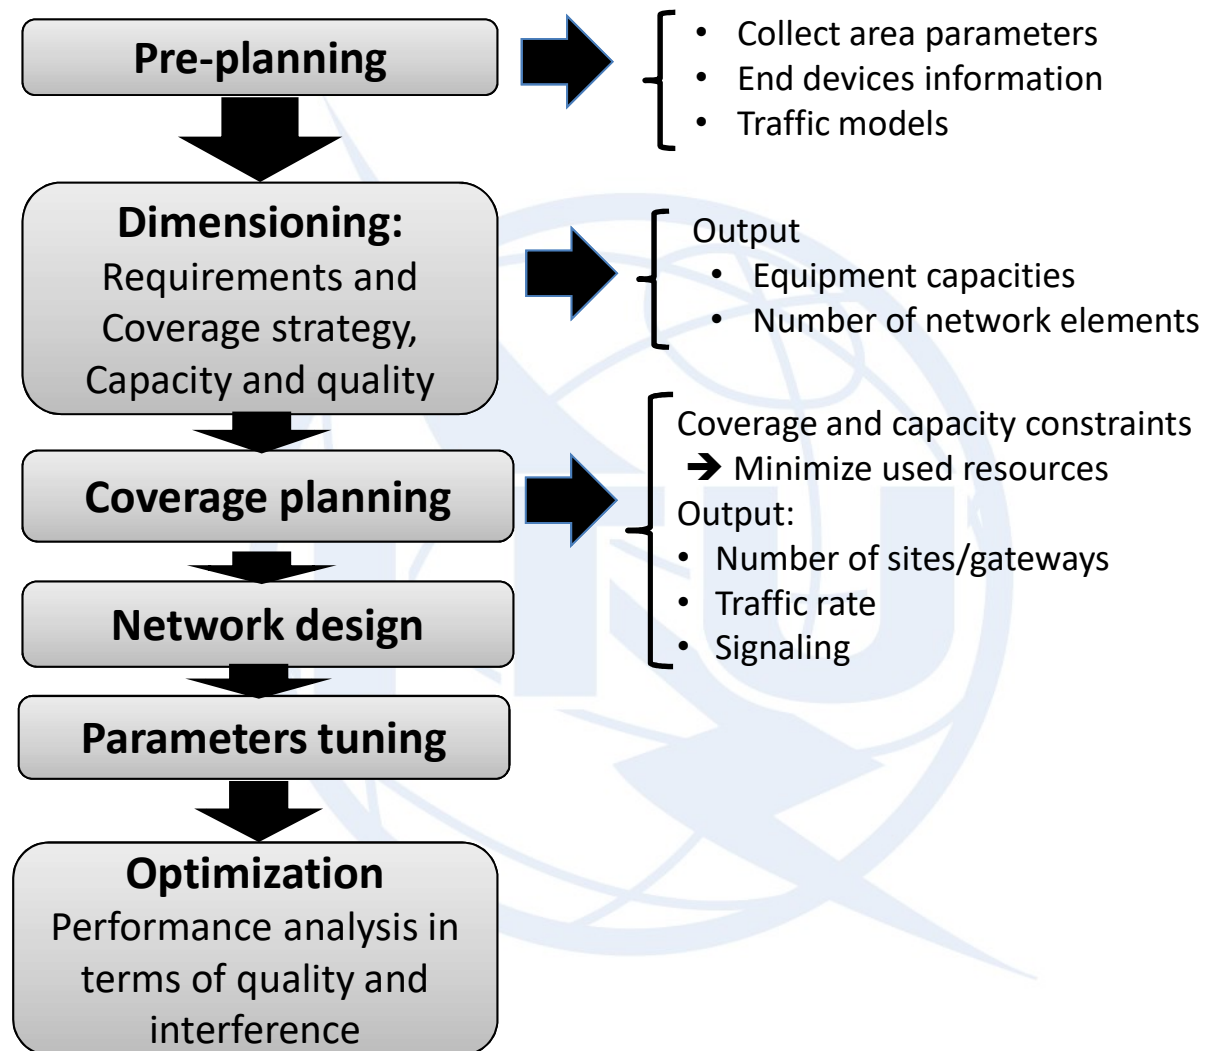 Pre-planning
• Collect area parameters
• End devices information
• Traffic models
Dimensioning:
Requirements and
Coverage strategy,
Capacity and quality
Output
• Equipment capacities
• Number of network elements
Coverage planning
Coverage and capacity constraints
➔ Minimize used resources
Output:
• Number of sites/gateways
• Traffic rate
• Signaling
Network design
Parameters tuning
Optimization
Performance analysis in
terms of quality and
interference
ITU